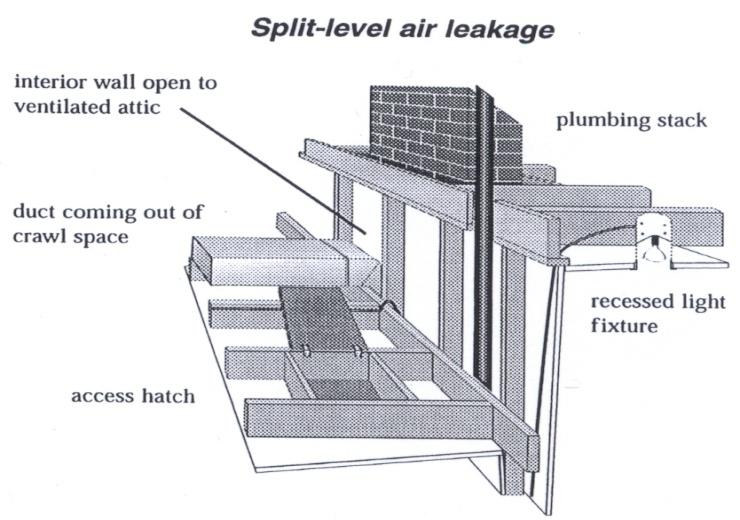 Split-level air leakage
interior wall open to
ventilated attic
plumbing stack
duct coming out of
crawl space
recessed light
fixture
access hatch